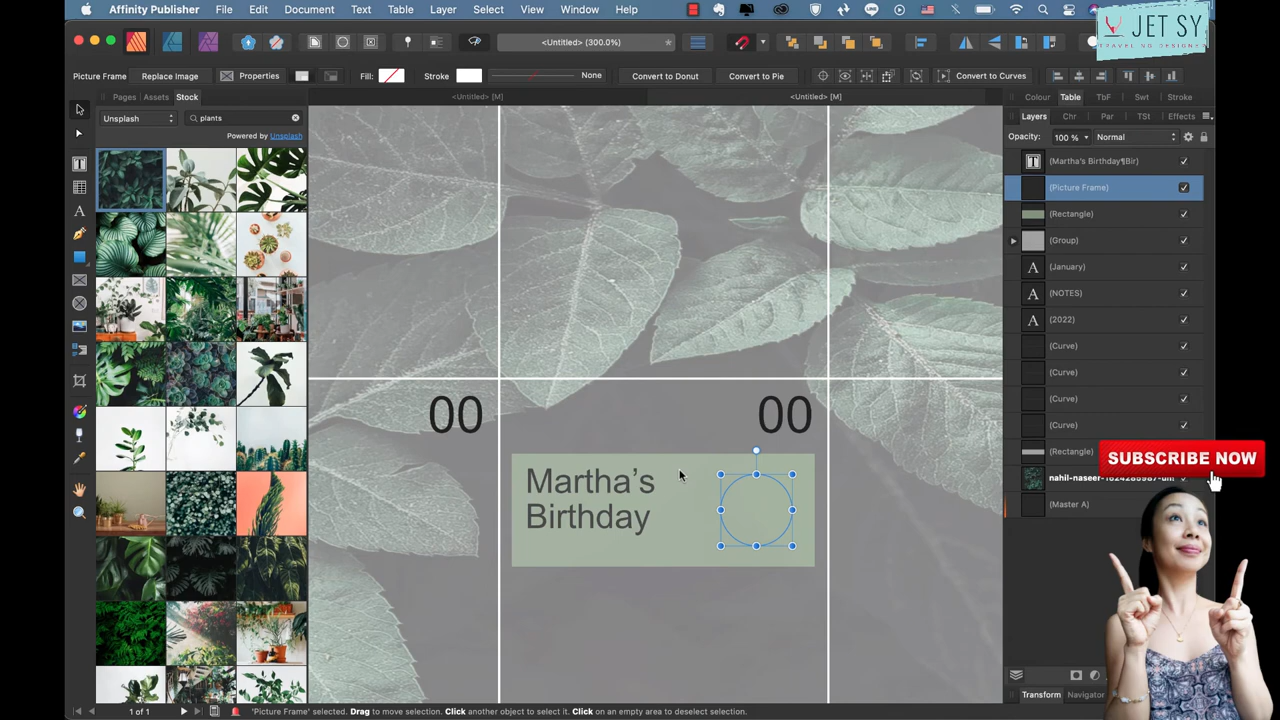 Affinity Publisher File Edit Document Text Table Layer Select View Window Help
JET SY
TRAVELING DESIGNER
<Untitled> (300.0%)
Picture Frame Replace Image Properties Fill: Stroke None Convert to Donut Convert to Pie Convert to Curves
Pages Assets Stock
<Untitled> [M] <Untitled> [M]
Colour Table TbF Swt Stroke
Unsplash plants
Layers Chr Par TSt Effects
Powered by Unsplash
Opacity: 100 % Normal
(Martha's Birthday¶Bir)
(Picture Frame)
(Rectangle)
(Group)
(January)
(NOTES)
(2022)
(Curve)
(Curve)
(Curve)
(Curve)
(Rectangle)
(Master A)
00 00
Martha's
Birthday
SUBSCRIBE NOW
Transform Navigator
1 of 1 'Picture Frame' selected. Drag to move selection. Click another object to select it. Click on an empty area to deselect selection.